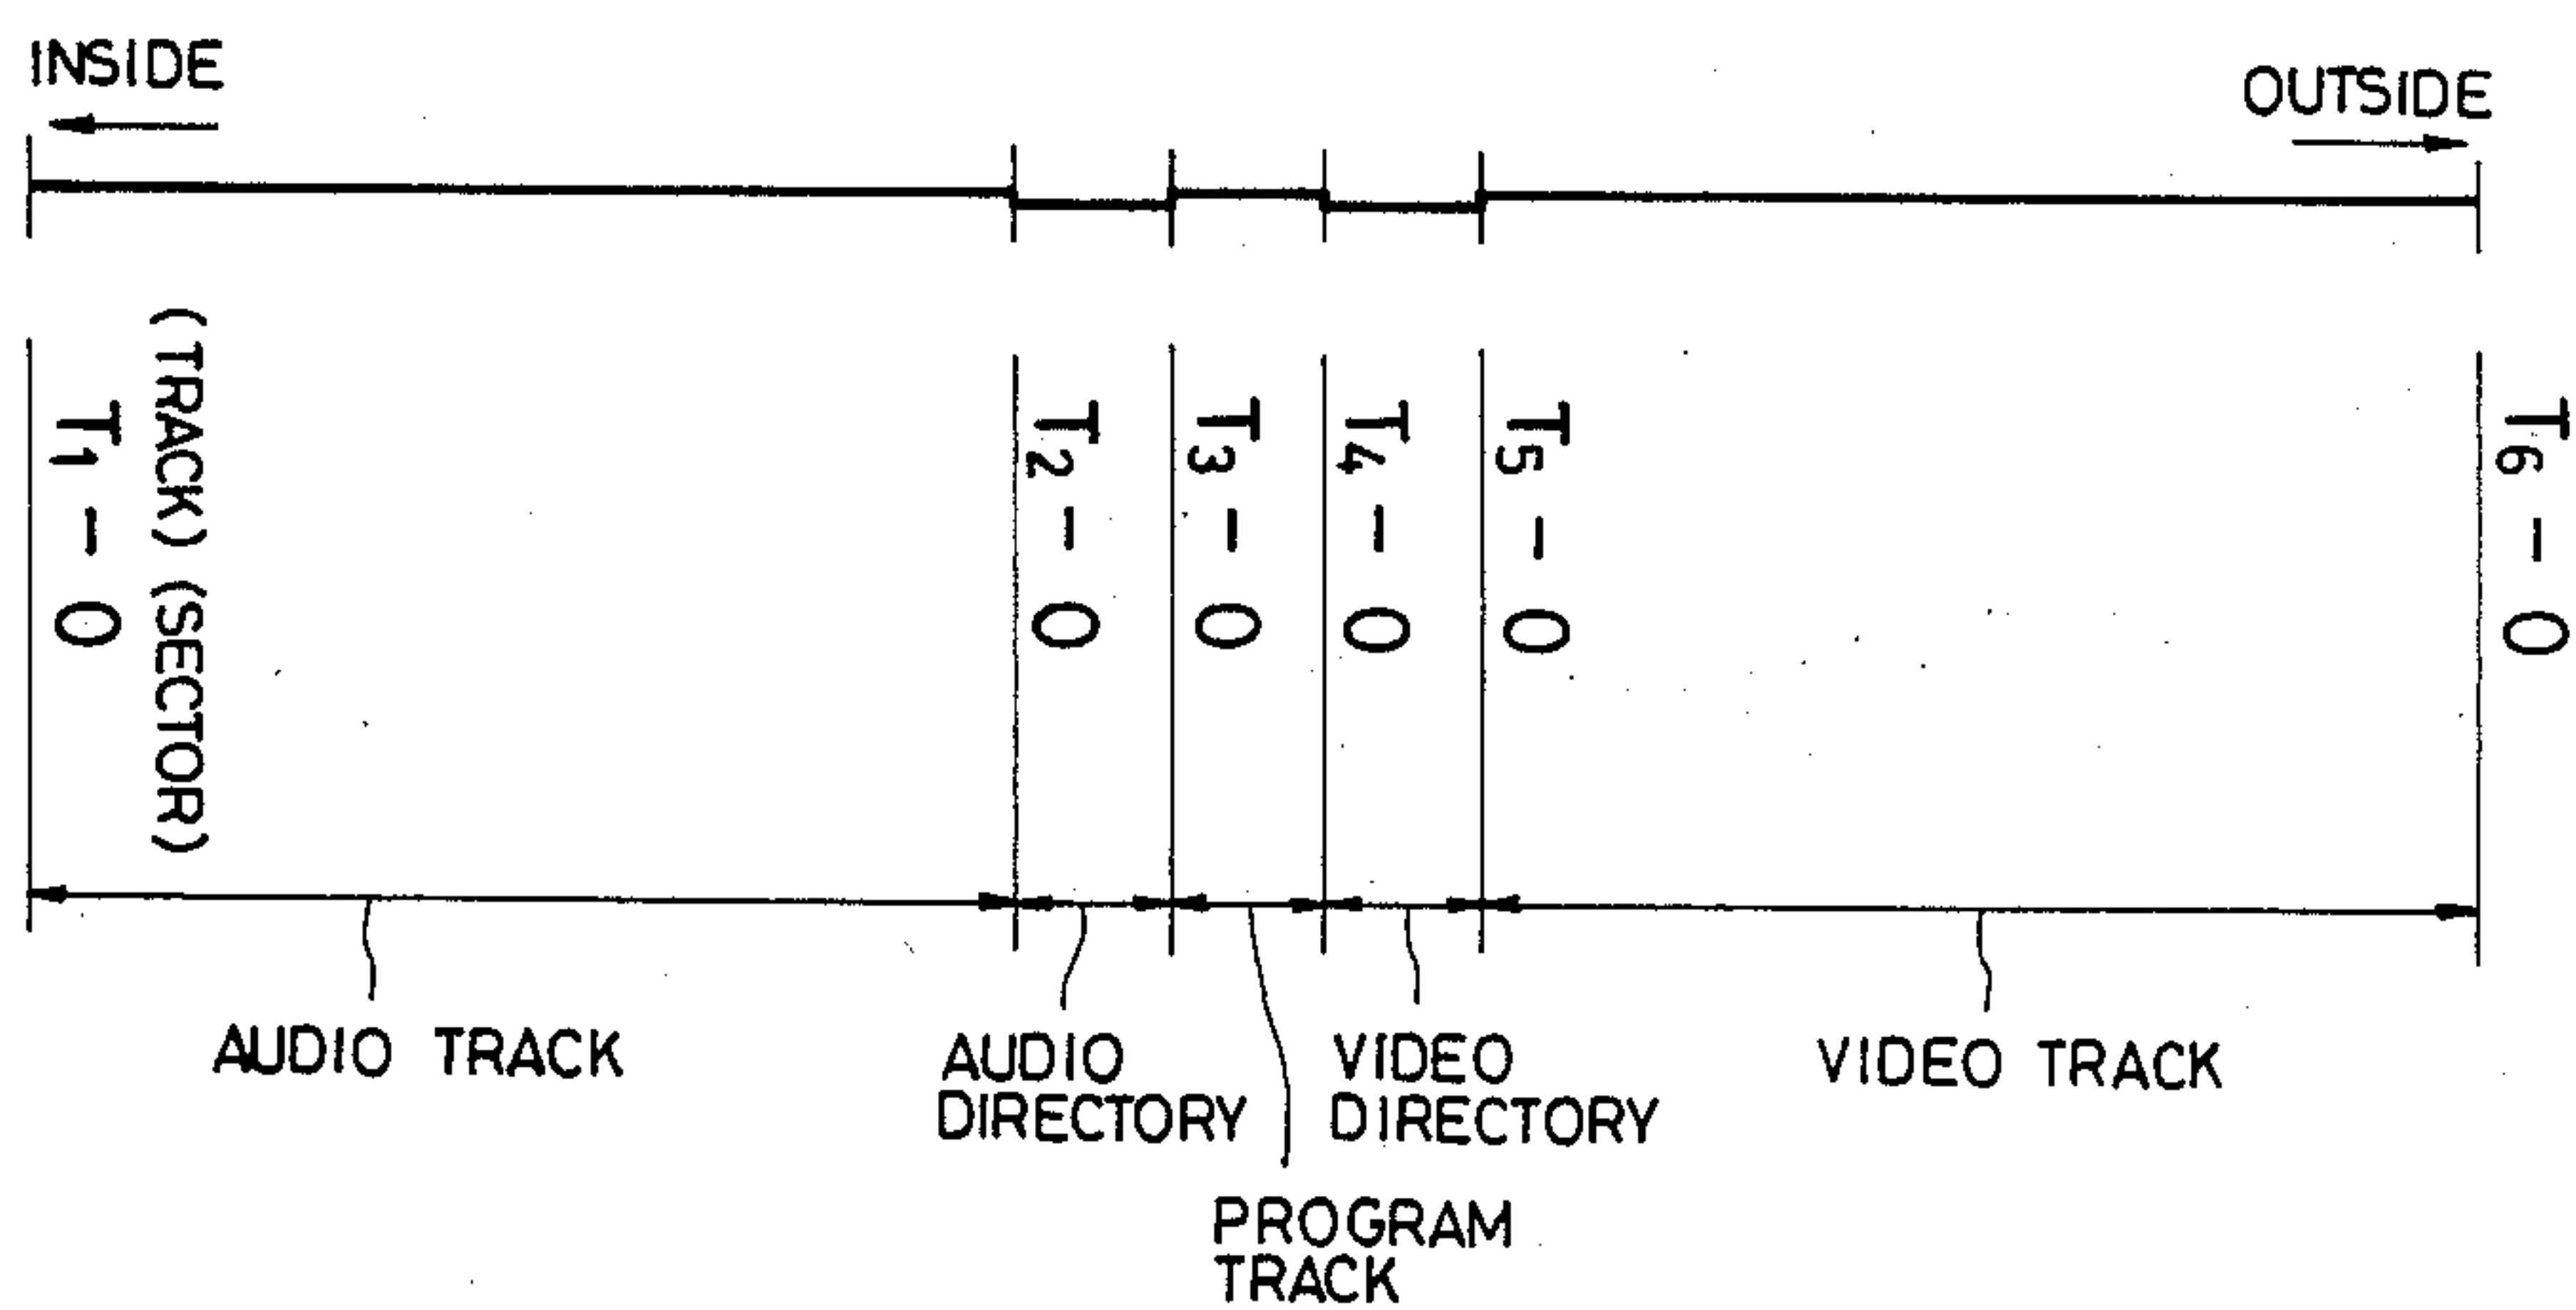 INSIDE
OUTSIDE
T1 - 0
(TRACK) (SECTOR)
T2 - 0
T3 - 0
T4 - 0
T5 - 0
T6 - 0
AUDIO TRACK
AUDIO
DIRECTORY
VIDEO
DIRECTORY
VIDEO TRACK
PROGRAM
TRACK